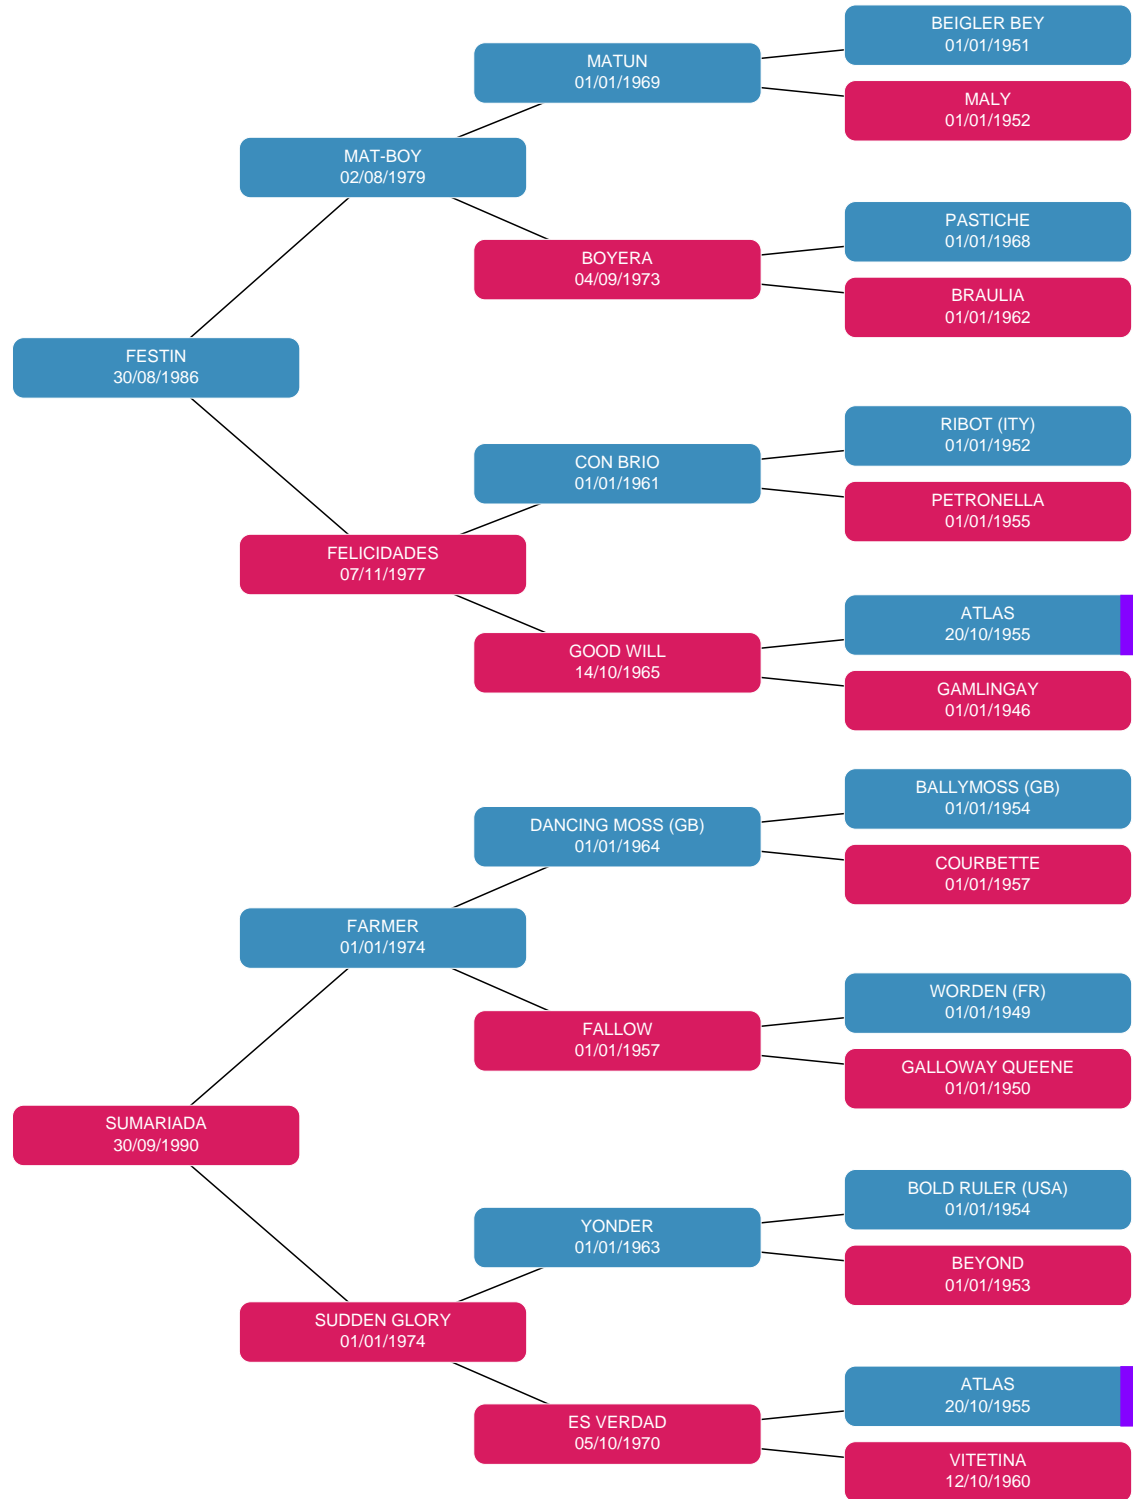 BEIGLER BEY
01/01/1951
MATUN
01/01/1969
MALY
01/01/1952
MAT-BOY
02/08/1979
PASTICHE
01/01/1968
BOYERA
04/09/1973
BRAULIA
01/01/1962
FESTIN
30/08/1986
RIBOT (ITY)
01/01/1952
CON BRIO
01/01/1961
PETRONELLA
01/01/1955
FELICIDADES
07/11/1977
ATLAS
20/10/1955
GOOD WILL
14/10/1965
GAMLINGAY
01/01/1946
BALLYMOSS (GB)
01/01/1954
DANCING MOSS (GB)
01/01/1964
COURBETTE
01/01/1957
FARMER
01/01/1974
WORDEN (FR)
01/01/1949
FALLOW
01/01/1957
GALLOWAY QUEENE
01/01/1950
SUMARIADA
30/09/1990
BOLD RULER (USA)
01/01/1954
YONDER
01/01/1963
BEYOND
01/01/1953
SUDDEN GLORY
01/01/1974
ATLAS
20/10/1955
ES VERDAD
05/10/1970
VITETINA
12/10/1960